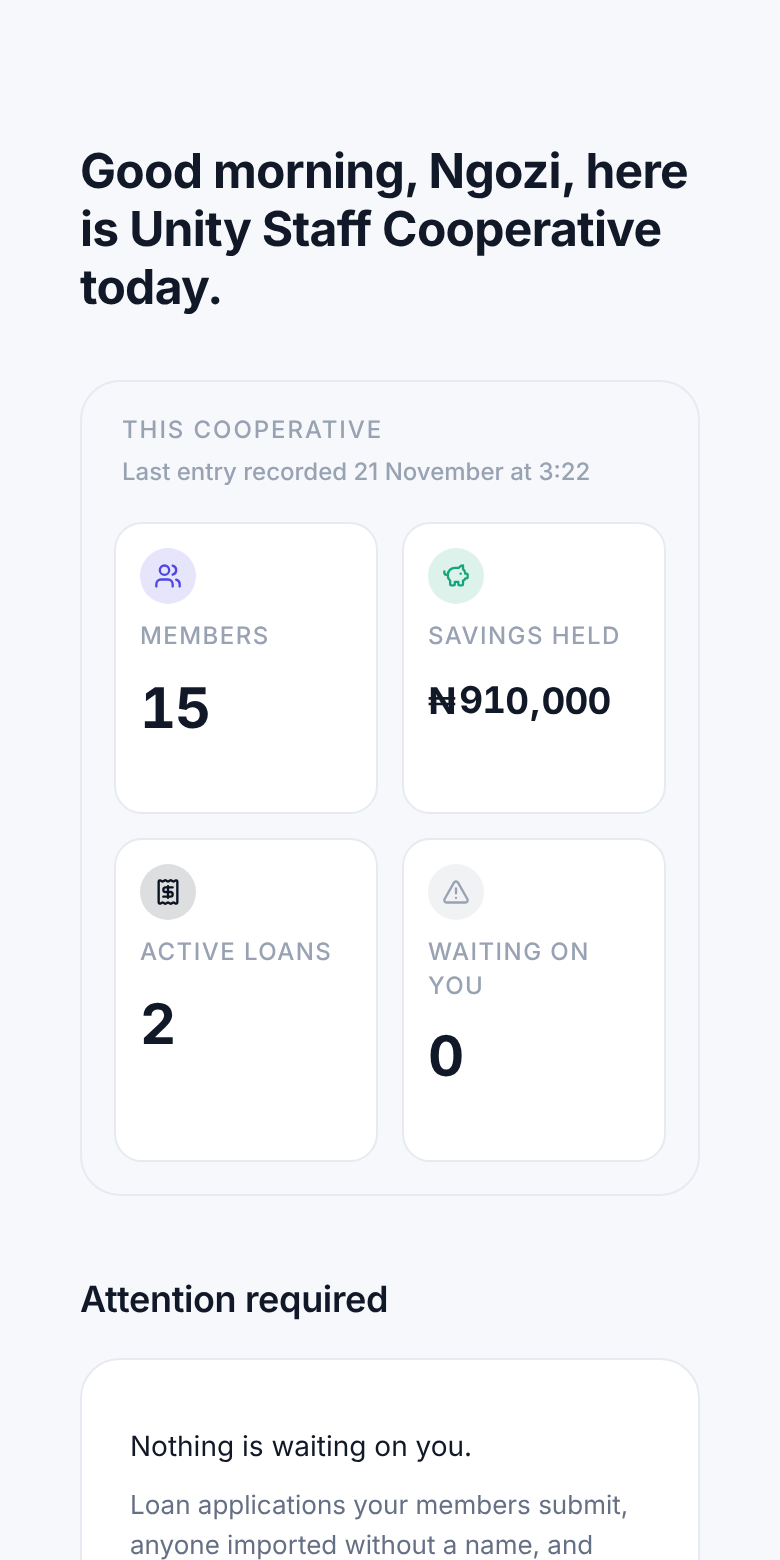 Good morning, Ngozi, here
is Unity Staff Cooperative
today.
THIS COOPERATIVE
Last entry recorded 21 November at 3:22
MEMBERS
15
SAVINGS HELD
₦910,000
ACTIVE LOANS
2
WAITING ON
YOU
0
Attention required
Nothing is waiting on you.
Loan applications your members submit,
anyone imported without a name, and